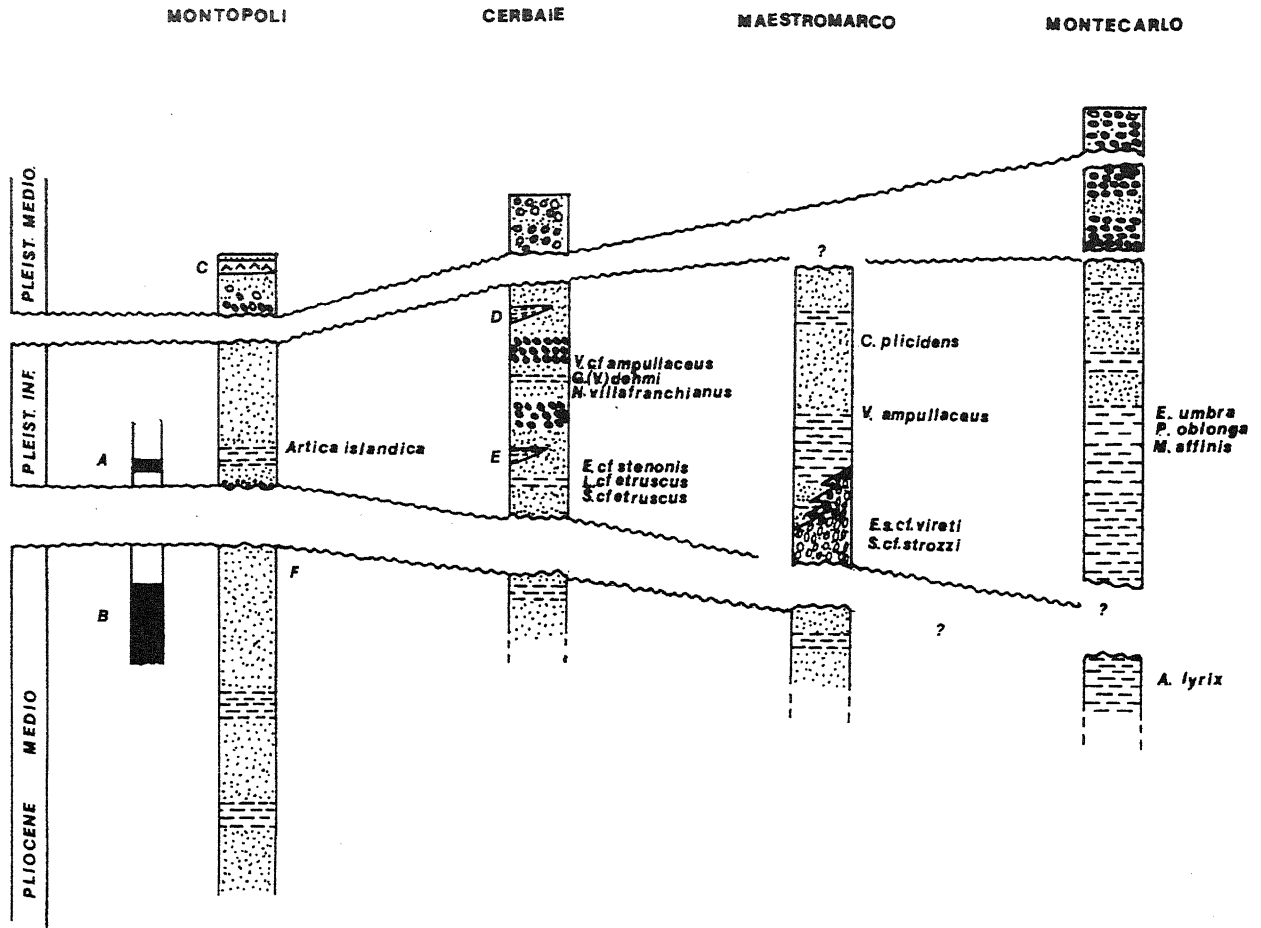 MONTOPOLI
CERBAIE
MAESTROMARCO
MONTECARLO
PLEIST. MEDIO.
C
?
D
PLEIST. INF.
V. cf ampullaceus
G.(V.) dehmi
N. villafranchianus
C. plicidens
V. ampullaceus
E. umbra
P. oblonga
M. affinis
A
Artica islandica
E
E. cf stenonis
L. cf etruscus
S. cf etruscus
E. s. cf. vireti
S. cf. strozzi
F
B
?
?
A. lyrix
PLIOCENE MEDIO